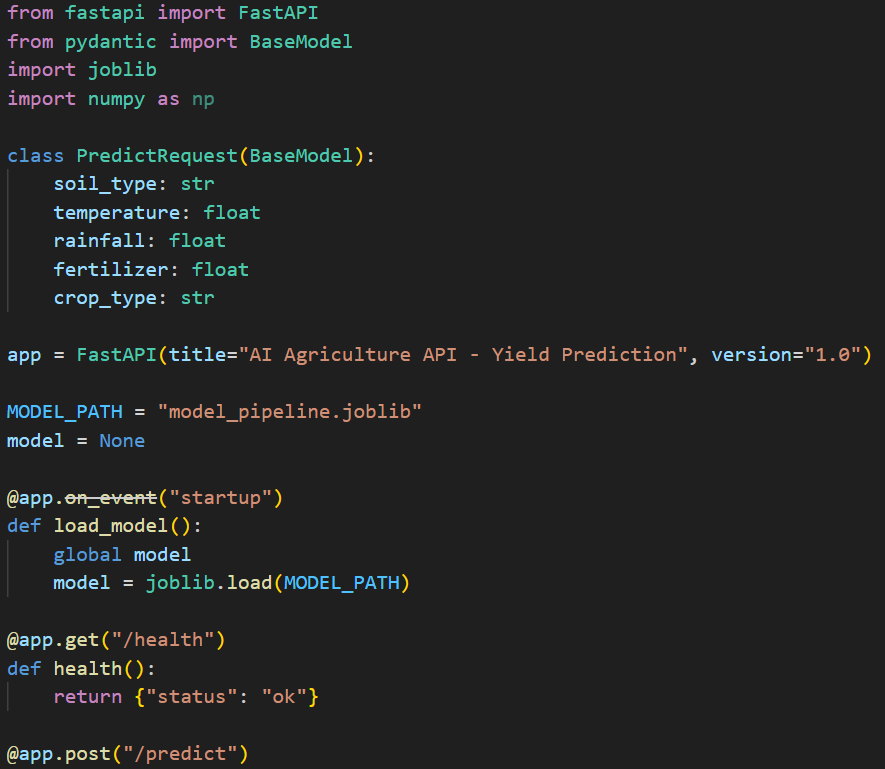 from fastapi import FastAPI
from pydantic import BaseModel
import joblib
import numpy as np
class PredictRequest(BaseModel):
    soil_type: str
    temperature: float
    rainfall: float
    fertilizer: float
    crop_type: str
app = FastAPI(title="AI Agriculture API - Yield Prediction", version="1.0")
MODEL_PATH = "model_pipeline.joblib"
model = None
@app.on_event("startup")
def load_model():
    global model
    model = joblib.load(MODEL_PATH)
@app.get("/health")
def health():
    return {"status": "ok"}
@app.post("/predict")